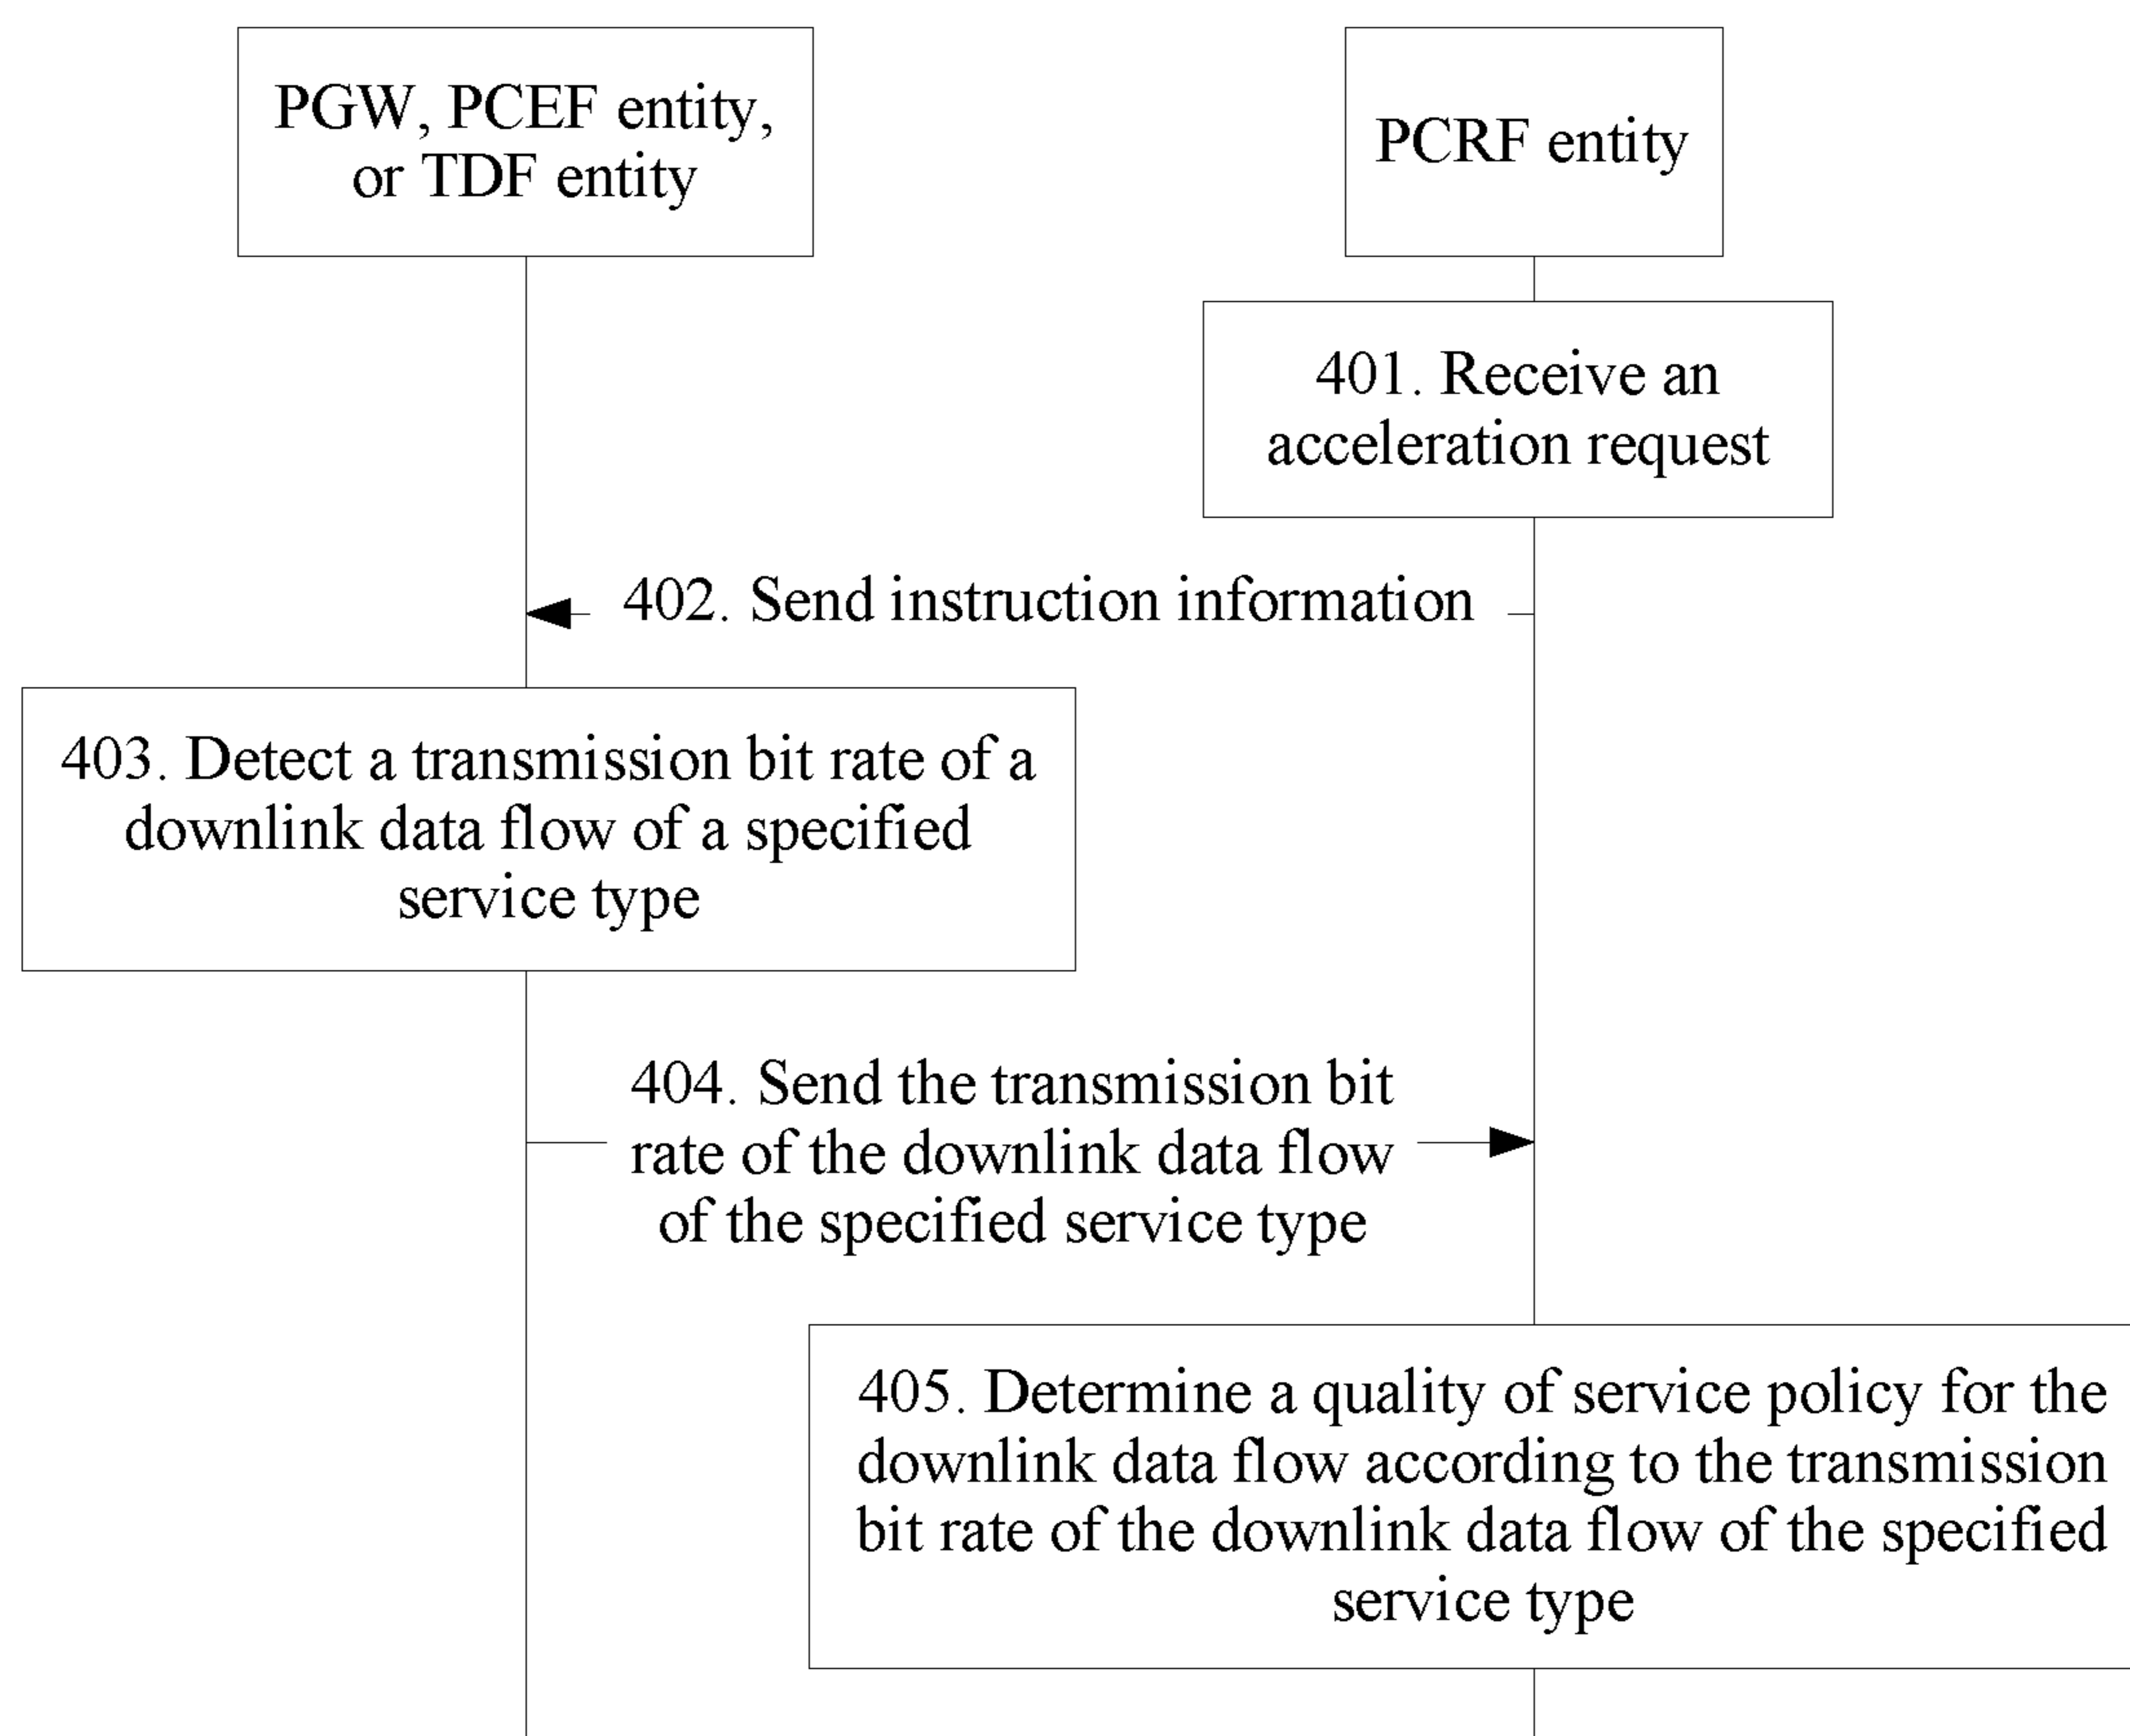 PGW, PCEF entity,
or TDF entity
PCRF entity
401. Receive an
acceleration request
402. Send instruction information
403. Detect a transmission bit rate of a
downlink data flow of a specified
service type
404. Send the transmission bit
rate of the downlink data flow
of the specified service type
405. Determine a quality of service policy for the
downlink data flow according to the transmission
bit rate of the downlink data flow of the specified
service type